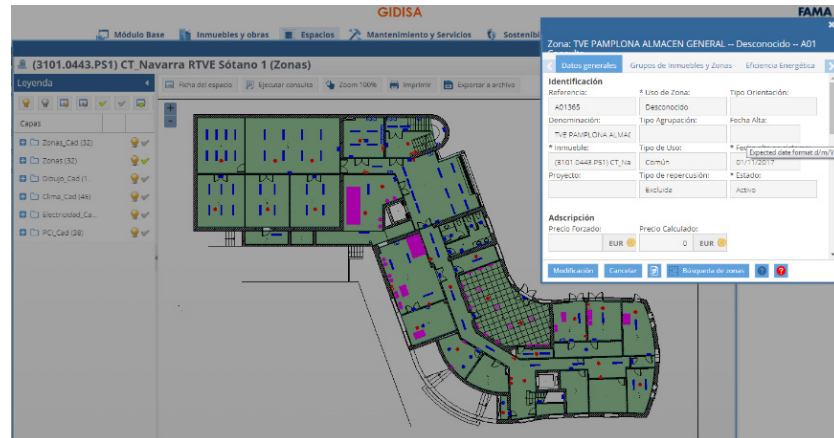 GIDISA
FAMA
Módulo Base
Inmuebles y obras
Espacios
Mantenimiento y Servicios
Sostenibi
(3101.0443.PS1) CT_Navarra RTVE Sótano 1 (Zonas)
Leyenda
Ficha del espacio
Ejecutar consulta
Zoom 100%
Imprimir
Exportar a archivo
Capas
Zonas_Cad (32)
Zonas (32)
Dibujo_Cad (1...
Clima_Cad (46)
Electricidad_Ca...
PCI_Cad (38)
Zona: TVE PAMPLONA ALMACEN GENERAL -- Desconocido -- A01
Datos generales
Grupos de Inmuebles y Zonas
Eficiencia Energética
Identificación
Referencia:
* Uso de Zona:
Tipo Orientación:
A01365
Desconocido
Denominación:
Tipo Agrupación:
Fecha Alta:
TVE PAMPLONA ALMAC
* Inmueble:
Tipo de Uso:
Expected date format d/m/Y
(3101.0443.PS1) CT_Na
Común
01/11/2017
Proyecto:
Tipo de repercusión:
* Estado:
Excluida
Activo
Adscripción
Precio Forzado:
Precio Calculado:
EUR
0
EUR
Modificación
Cancelar
Búsqueda de zonas